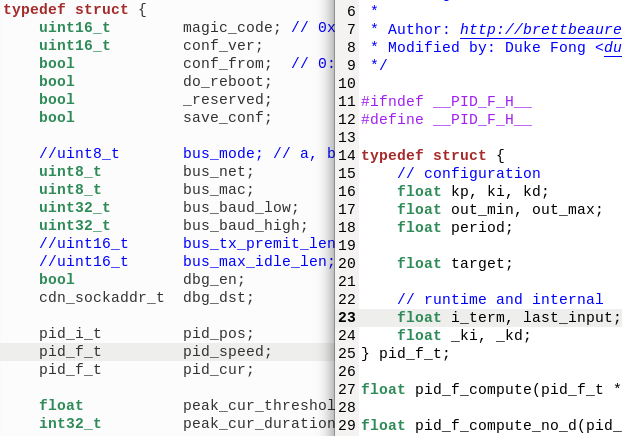 typedef struct {
uint16_t magic_code; // 0x
uint16_t conf_ver;
bool conf_from; // 0:
bool do_reboot;
bool _reserved;
bool save_conf;
//uint8_t bus_mode; // a, b
uint8_t bus_net;
uint8_t bus_mac;
uint32_t bus_baud_low;
uint32_t bus_baud_high;
//uint16_t bus_tx_premit_len
//uint16_t bus_max_idle_len;
bool dbg_en;
cdn_sockaddr_t dbg_dst;
pid_i_t pid_pos;
pid_f_t pid_speed;
pid_f_t pid_cur;
float peak_cur_threshol
int32_t peak_cur_duration
6 *
7 * Author: http://brettbeaure
8 * Modified by: Duke Fong <du
9 */
10
11 #ifndef __PID_F_H__
12 #define __PID_F_H__
13
14 typedef struct {
15 // configuration
16 float kp, ki, kd;
17 float out_min, out_max;
18 float period;
19
20 float target;
21
22 // runtime and internal
23 float i_term, last_input;
24 float _ki, _kd;
25 } pid_f_t;
26
27 float pid_f_compute(pid_f_t *
28
29 float pid_f_compute_no_d(pid_